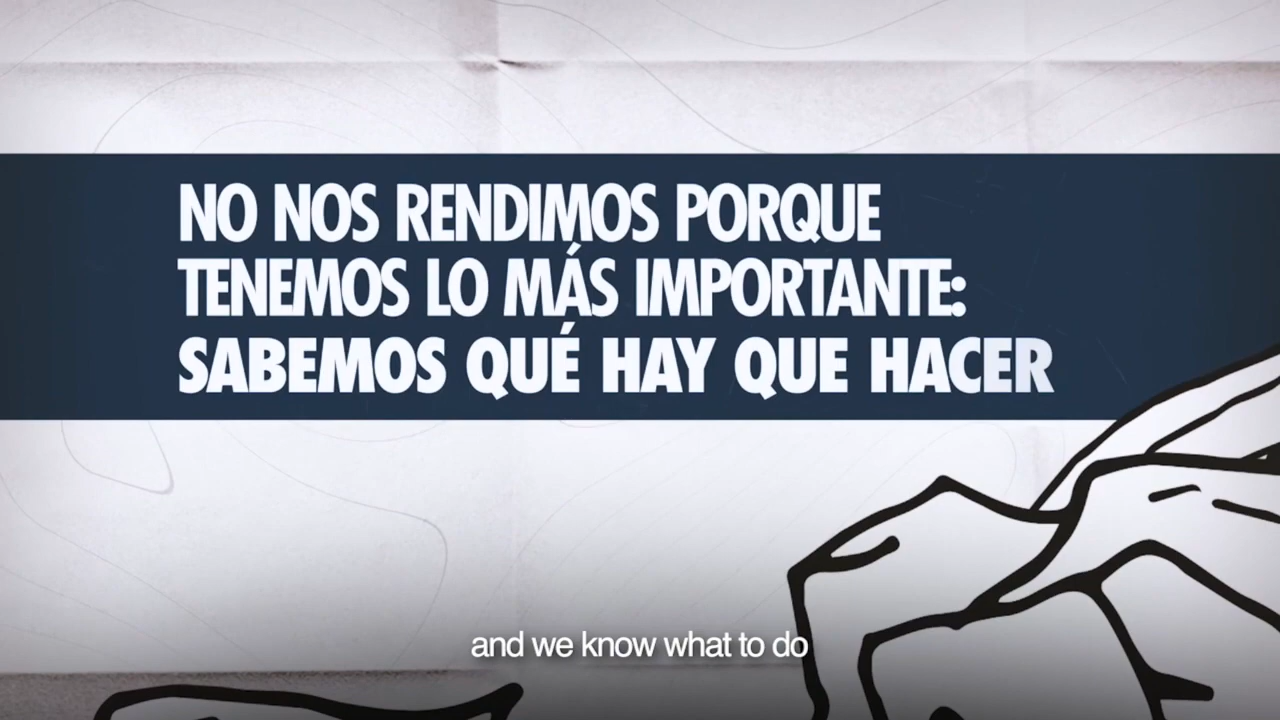 NO NOS RENDIMOS PORQUE
TENEMOS LO MÁS IMPORTANTE:
SABEMOS QUÉ HAY QUE HACER
and we know what to do